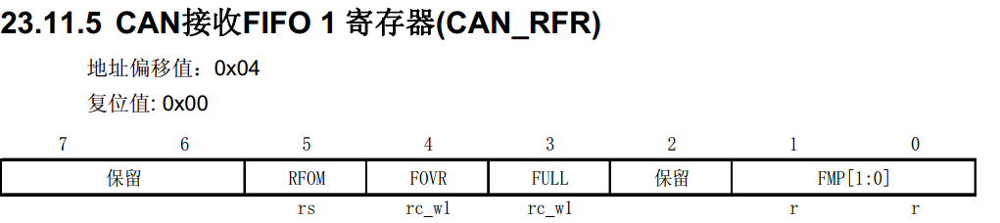 23.11.5 CAN接收FIFO 1 寄存器(CAN_RFR)
地址偏移值：0x04
复位值: 0x00
7 6 5 4 3 2 1 0
保留 RFOM FOVR FULL 保留 FMP[1:0]
rs rc_w1 rc_w1 r r